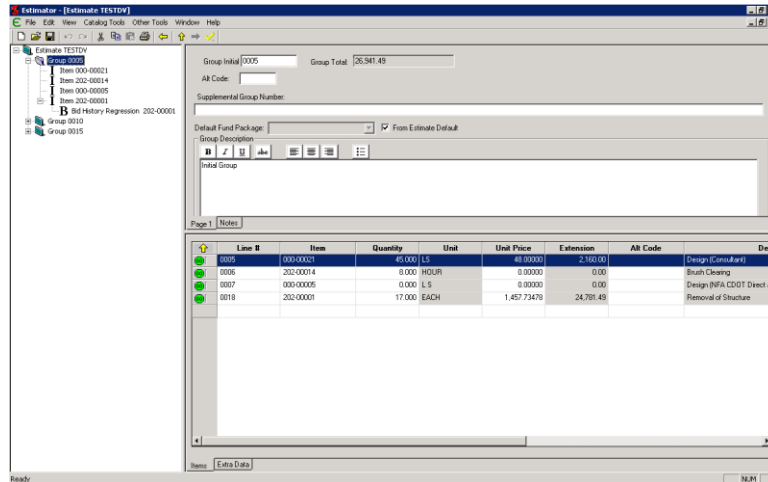 Estimator - [Estimate TESTDV]
File Edit View Catalog Tools Other Tools Window Help
Estimate TESTDV
Group 0005
Item 000-00021
Item 202-00014
Item 000-00005
Item 202-00001
B Bid History Regression 202-00001
Group 0010
Group 0015
Group Initial 0005 Group Total: 26,941.49
Alt Code:
Supplemental Group Number:
Default Fund Package: From Estimate Default
Group Description
B I U abc
Initial Group
Page 1 Notes
Line # Item Quantity Unit Unit Price Extension Alt Code De
0005 000-00021 45.000 LS 48.00000 2,160.00 Design (Consultant)
0006 202-00014 8.000 HOUR 0.00000 0.00 Brush Clearing
0007 000-00005 0.000 L S 0.00000 0.00 Design (NFA CDOT Direct
0018 202-00001 17.000 EACH 1,457.73478 24,781.49 Removal of Structure
Items Extra Data
Ready NUM